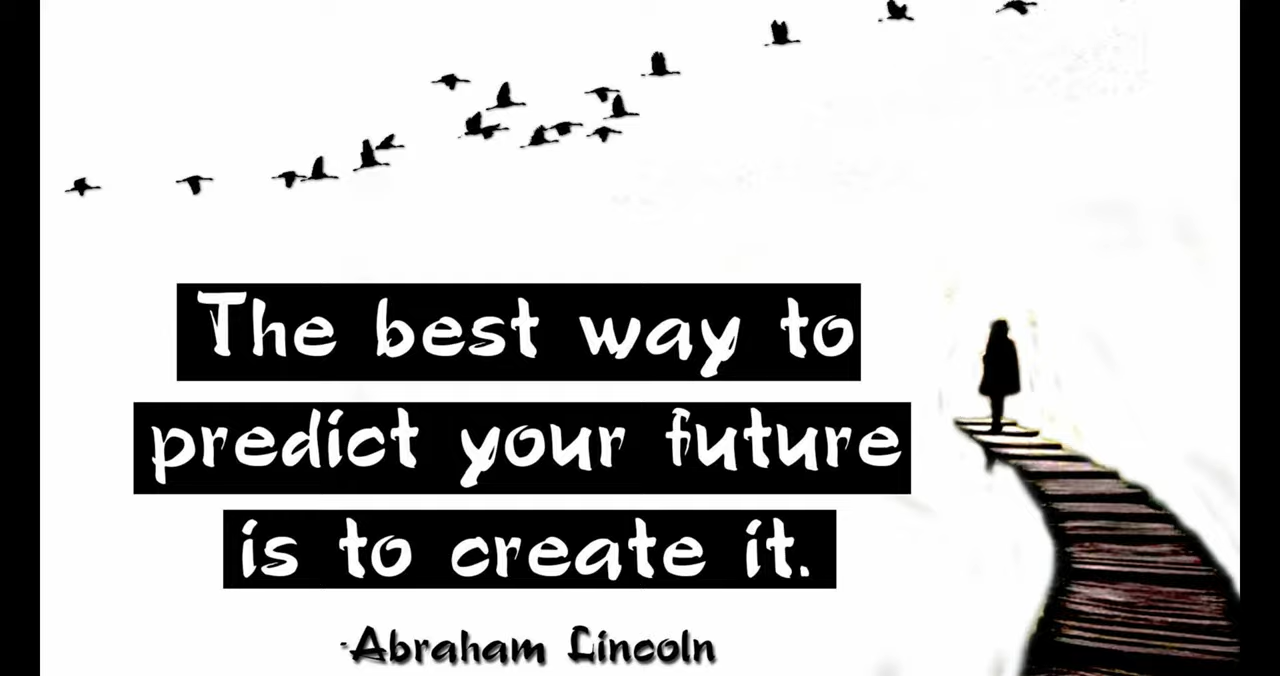 The best way to
predict your future
is to create it.
-Abraham Lincoln